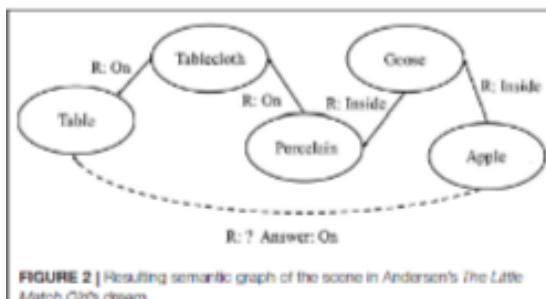 Tablecloth
Goose
R: On
R: Inside
R: On
R: Inside
Table
Porcelain
Apple
R: ? Answer: On
FIGURE 2 | Resulting semantic graph of the scene in Andersen's The Little
Match Girl's dream.